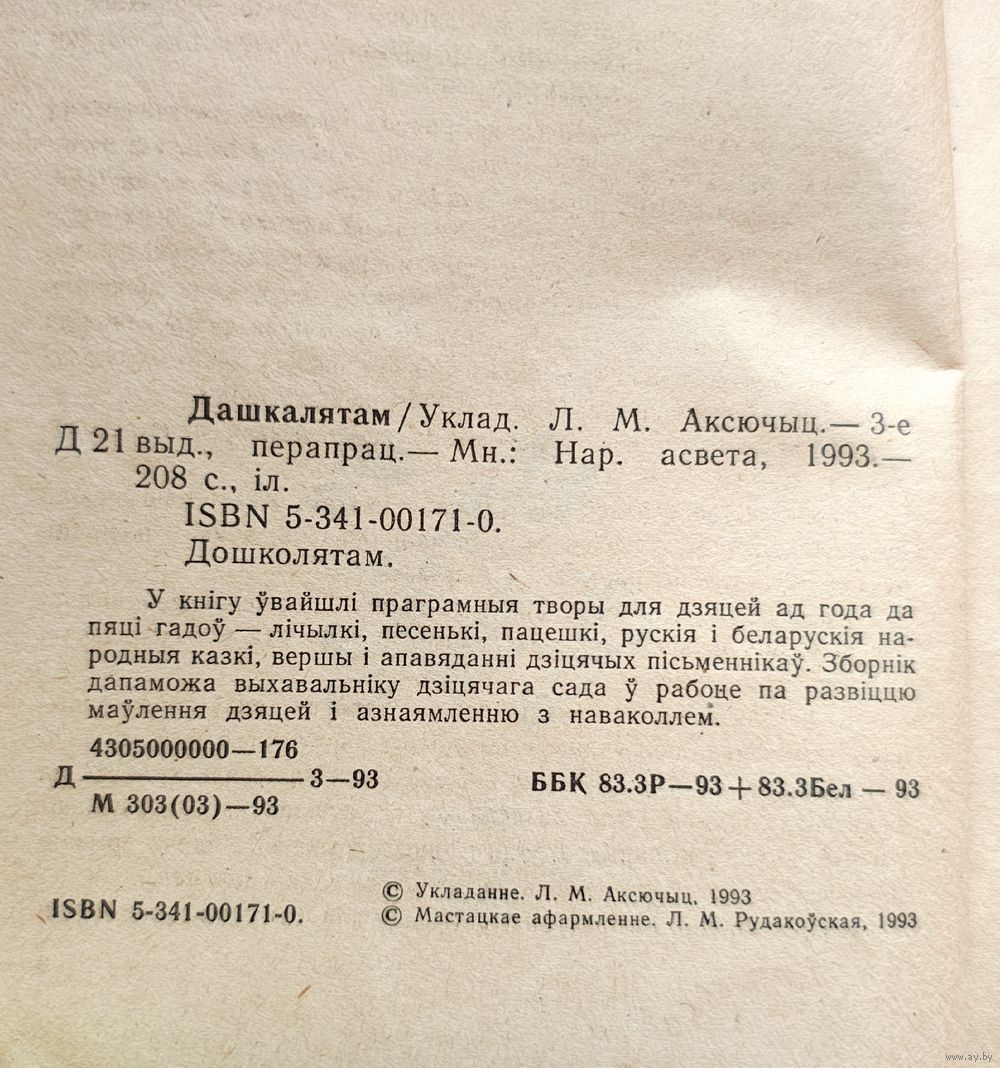 Дашкалятам / Уклад. Л. М. Аксючыц.— 3-е
Д 21 выд., перапрац.— Мн.: Нар. асвета, 1993.—
208 с., іл.
ISBN 5-341-00171-0.
Дошколятам.
У кнігу ўвайшлі праграмныя творы для дзяцей ад года да
пяці гадоў — лічылкі, песенькі, пацешкі, рускія і беларускія на-
родныя казкі, вершы і апавяданні дзіцячых пісьменнікаў. Зборнік
дапаможа выхавальніку дзіцячага сада ў рабоце па развіццю
маўлення дзяцей і азнаямленню з наваколлем.
4305000000—176
Д 3—93
М 303(03)—93
ББК 83.3Р—93 + 83.3Бел — 93
ISBN 5-341-00171-0.
© Укладанне. Л. М. Аксючыц, 1993
© Мастацкае афармленне. Л. М. Рудакоўская, 1993
www.ay.by